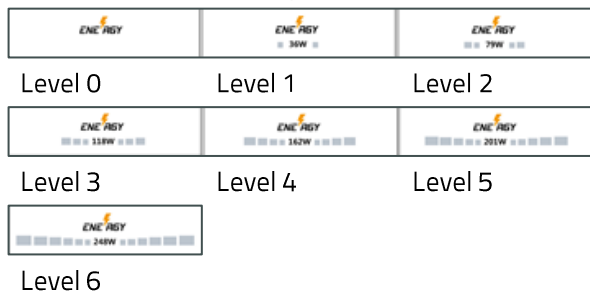 ENERGY ENERGY ENERGY
36W 79W
Level 0 Level 1 Level 2
ENERGY ENERGY ENERGY
118W 162W 201W
Level 3 Level 4 Level 5
ENERGY
248W
Level 6